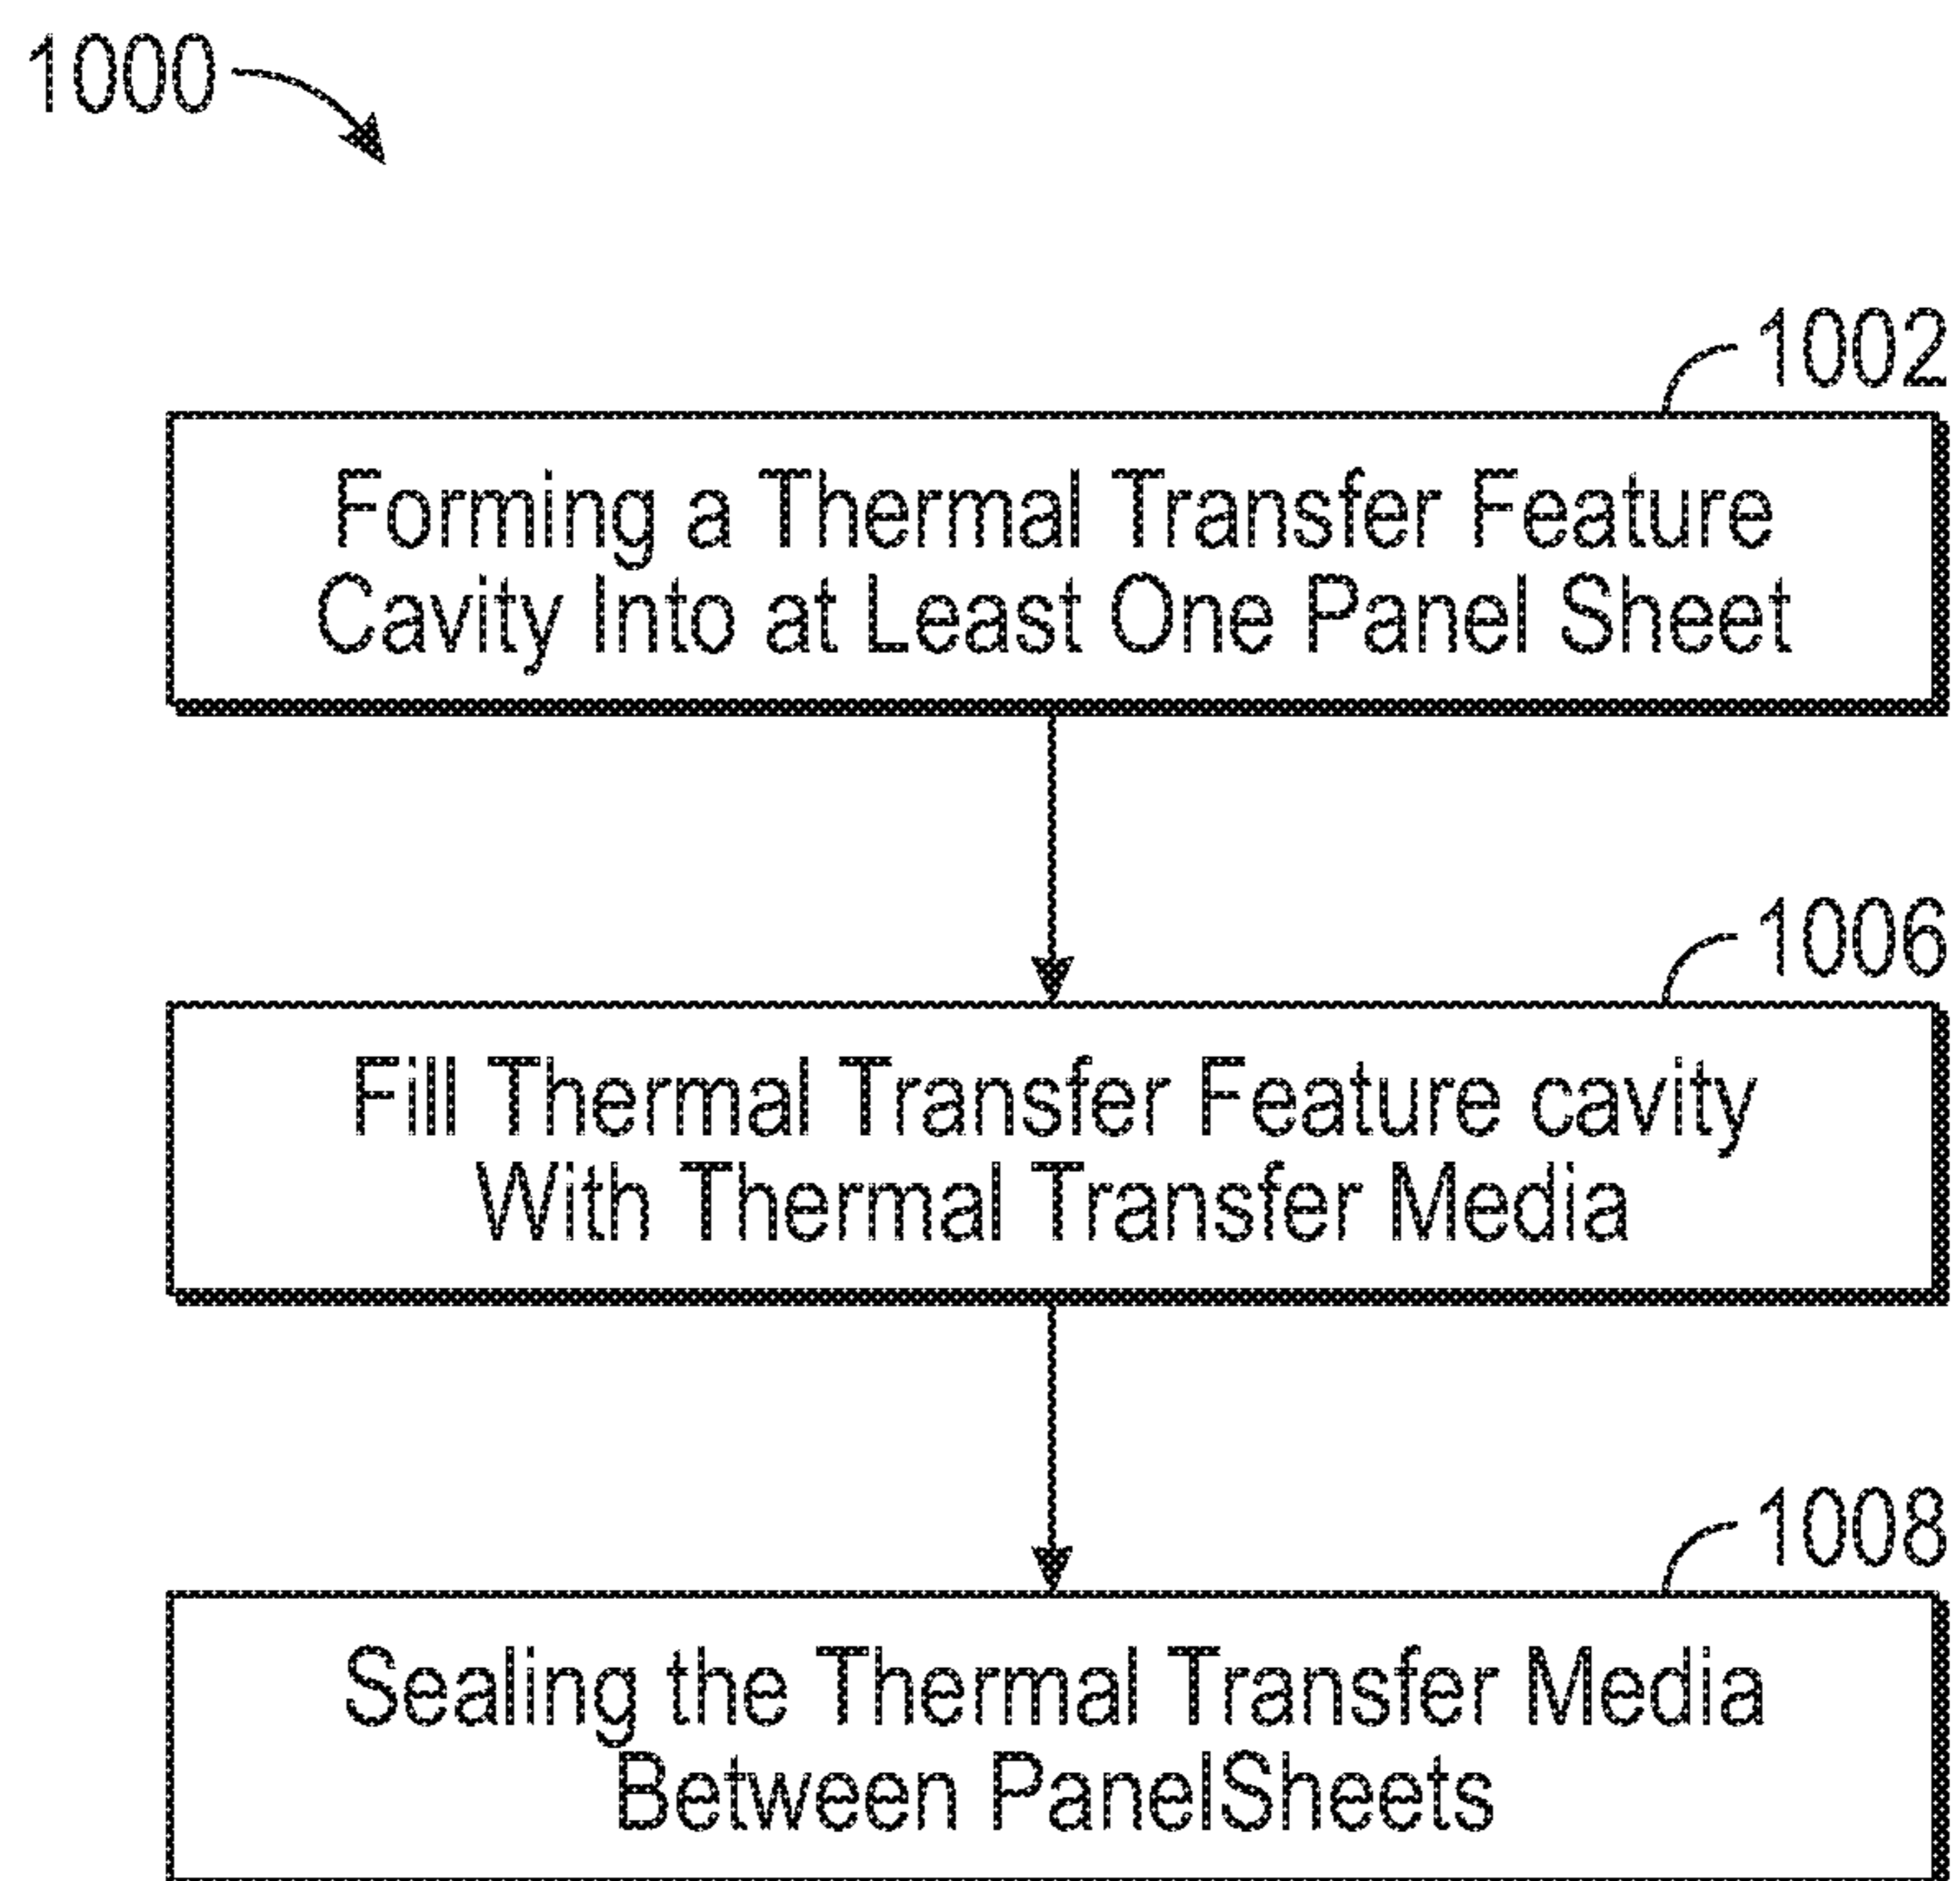 1000
1002
Forming a Thermal Transfer Feature
Cavity Into at Least One Panel Sheet
1006
Fill Thermal Transfer Feature cavity
With Thermal Transfer Media
1008
Sealing the Thermal Transfer Media
Between PanelSheets